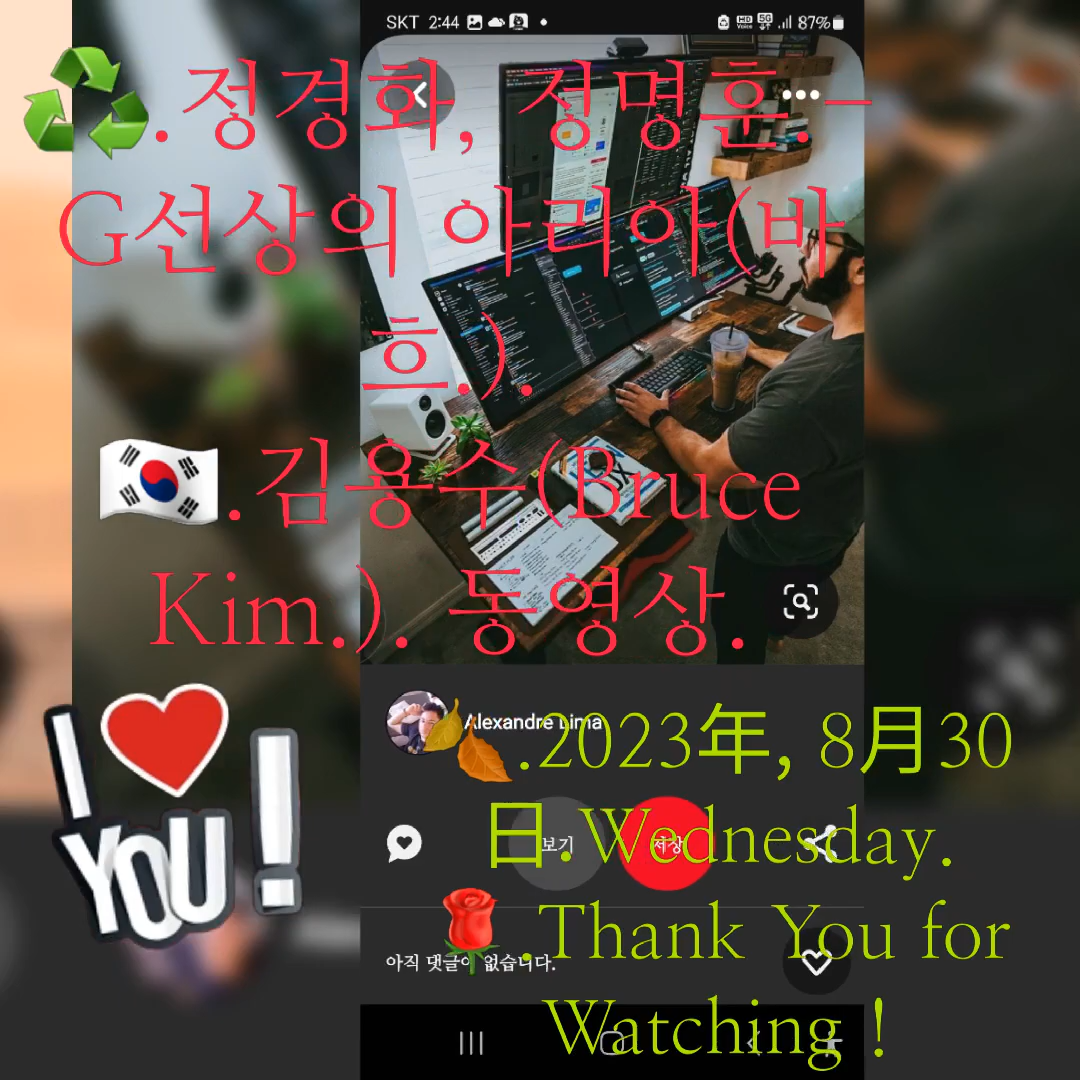 SKT 2:44 87%
♻️.정경화, 정명훈.-
G선상의 아리아(바
흐.).
🇰🇷.김용수(Bruce
Kim.). 동영상.
UX
I ❤ YOU!
Alexandre Lima
🍂.2023年, 8月30
日.Wednesday.
보기
저장
🌹.Thank You for
Watching !
아직 댓글이 없습니다.